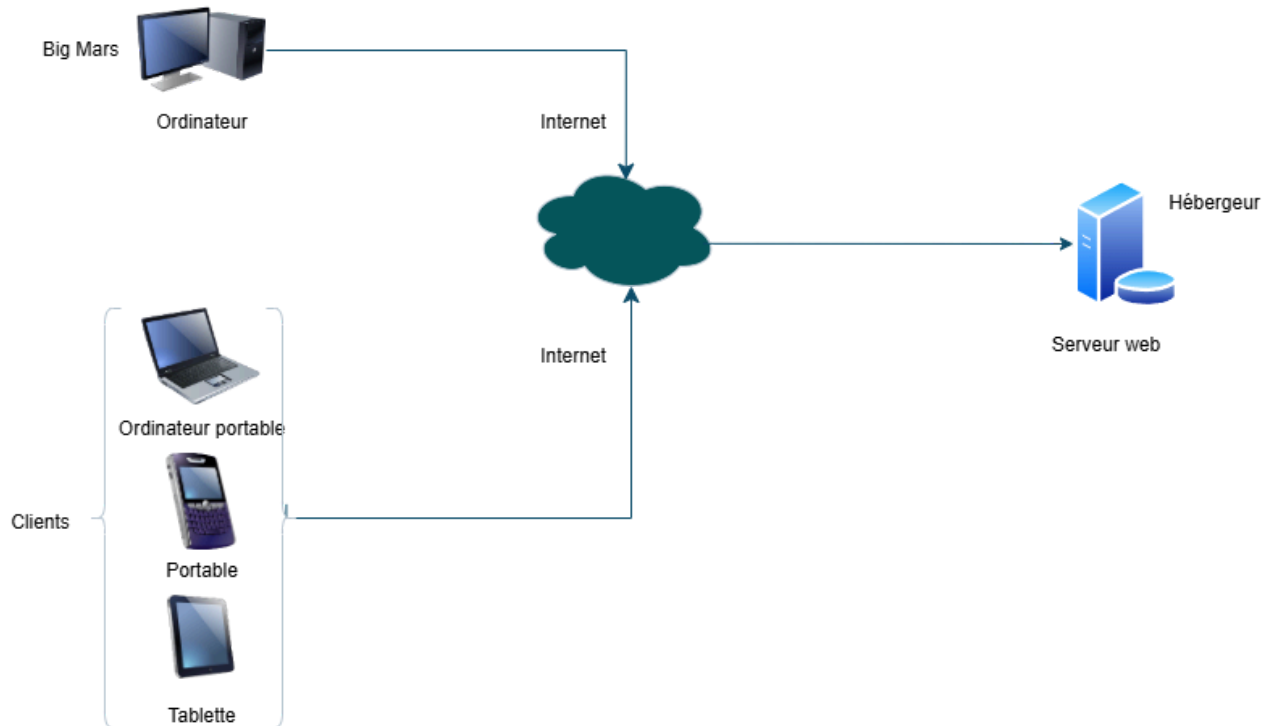 Big Mars
Ordinateur
Internet
Hébergeur
Serveur web
Internet
Ordinateur portable
Clients
Portable
Tablette